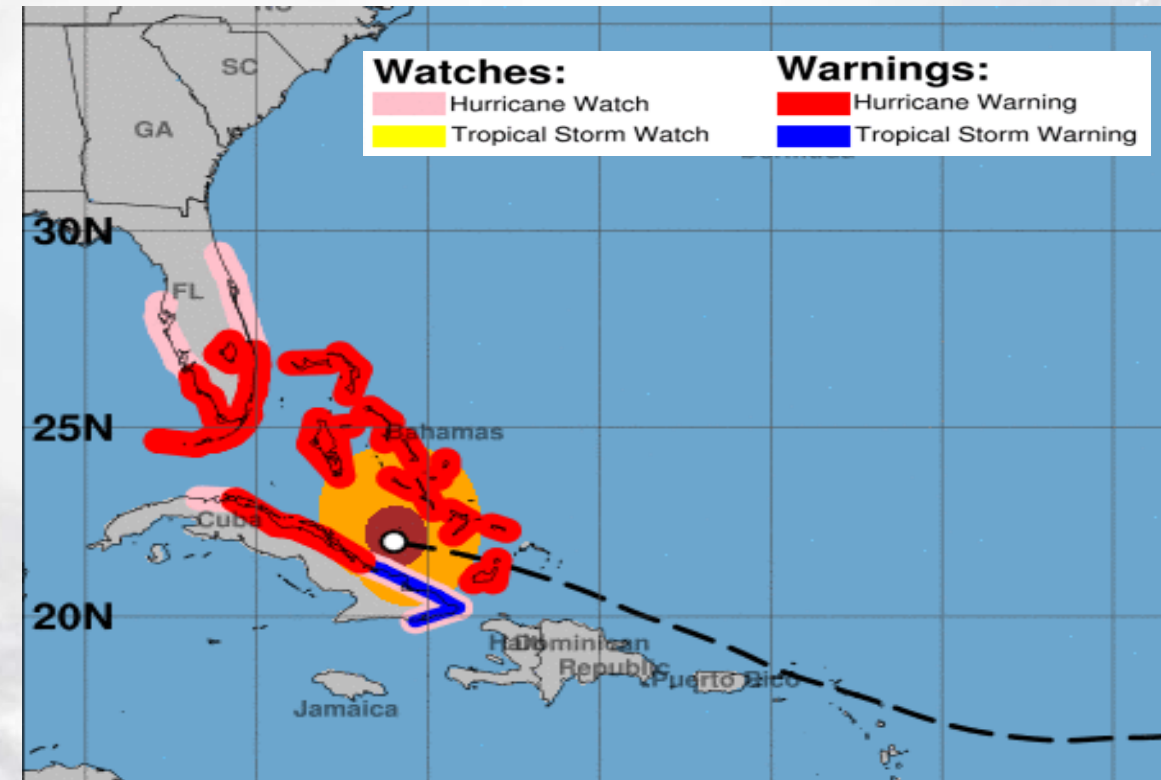 SC
Watches:
Warnings:
Hurricane Watch
Hurricane Warning
Tropical Storm Watch
Tropical Storm Warning
GA
30N
FL
25N
Bahamas
Cuba
20N
Dominican
Republic
Puerto Rico
Jamaica